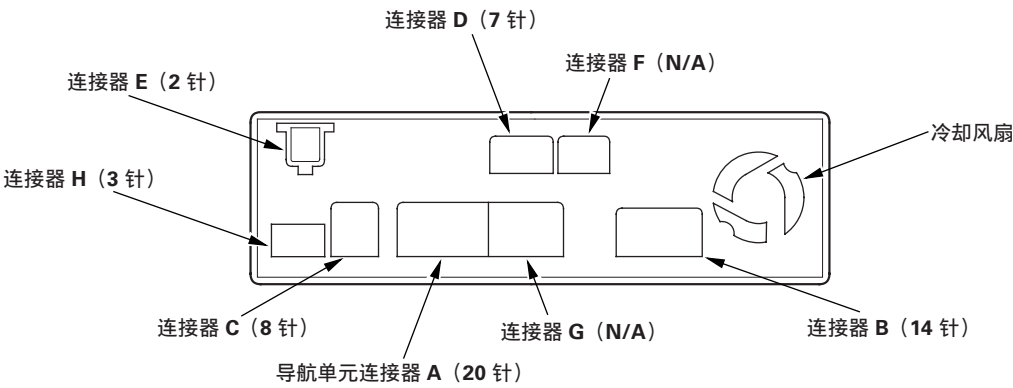 连接器 D（7 针）
连接器 F（N/A）
连接器 E（2 针）
冷却风扇
连接器 H（3 针）
连接器 C（8 针）
连接器 G（N/A）
连接器 B（14 针）
导航单元连接器 A（20 针）